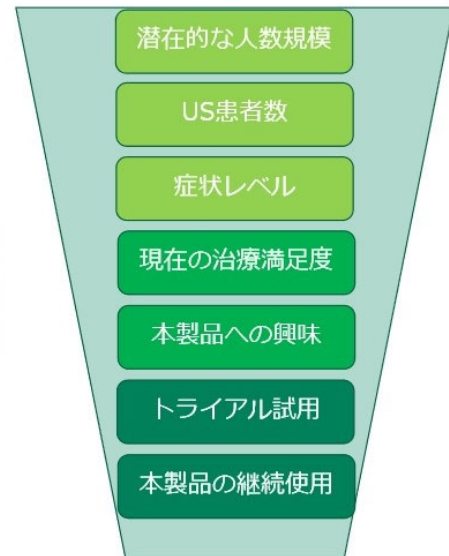 潜在的な人数規模
US患者数
症状レベル
現在の治療満足度
本製品への興味
トライアル試用
本製品の継続使用